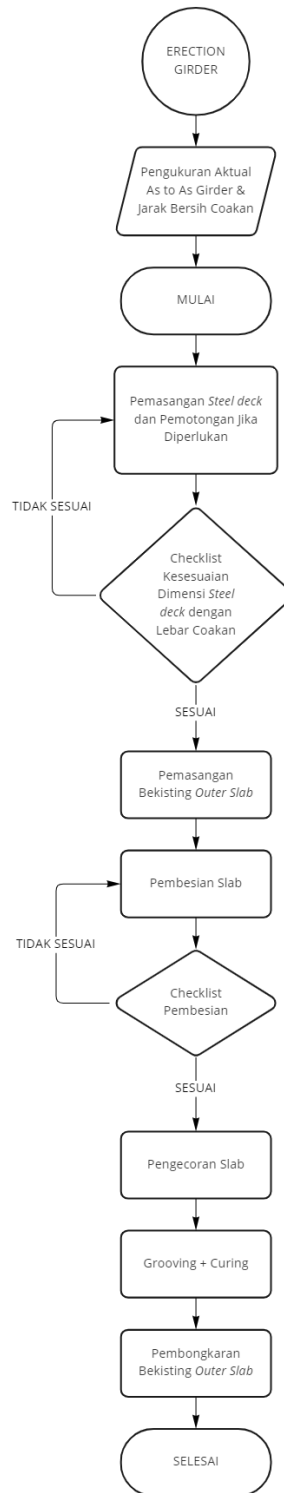 ERECTION
GIRDER
Pengukuran Aktual
As to As Girder &
Jarak Bersih Coakan
MULAI
Pemasangan Steel deck
dan Pemotongan Jika
Diperlukan
TIDAK SESUAI
Checklist
Kesesuaian
Dimensi Steel
deck dengan
Lebar Coakan
SESUAI
Pemasangan
Bekisting Outer Slab
Pembesian Slab
TIDAK SESUAI
Checklist
Pembesian
SESUAI
Pengecoran Slab
Grooving + Curing
Pembongkaran
Bekisting Outer Slab
SELESAI